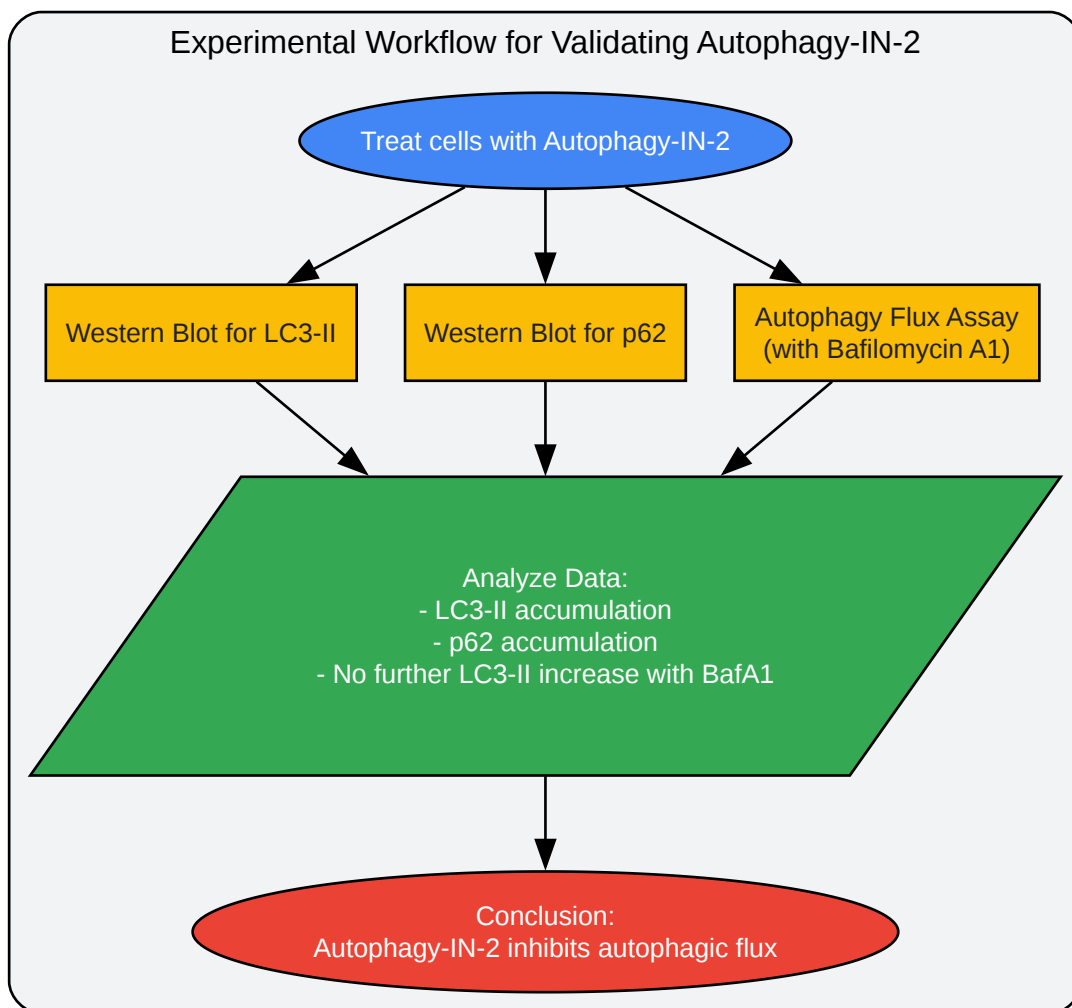 Experimental Workflow for Validating Autophagy-IN-2
Treat cells with Autophagy-IN-2
Western Blot for LC3-II
Western Blot for p62
Autophagy Flux Assay
(with Bafilomycin A1)
Analyze Data:
- LC3-II accumulation
- p62 accumulation
- No further LC3-II increase with BafA1
Conclusion:
Autophagy-IN-2 inhibits autophagic flux